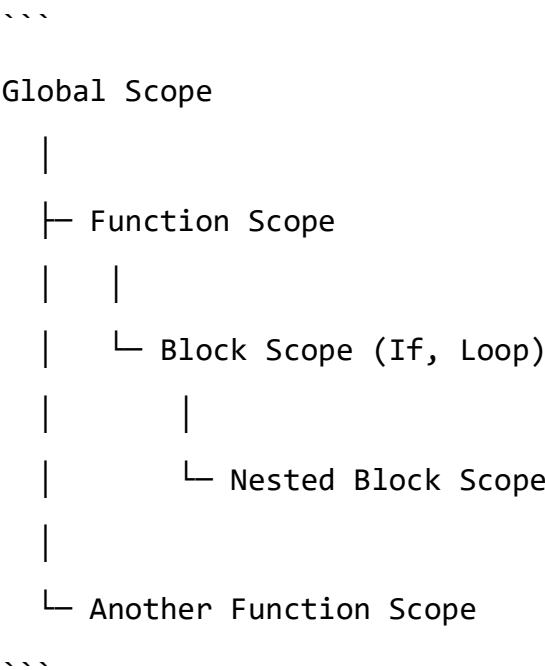 ```
Global Scope
  │
  ├─ Function Scope
  │   │
  │   └─ Block Scope (If, Loop)
  │       │
  │       └─ Nested Block Scope
  │
  └─ Another Function Scope
```